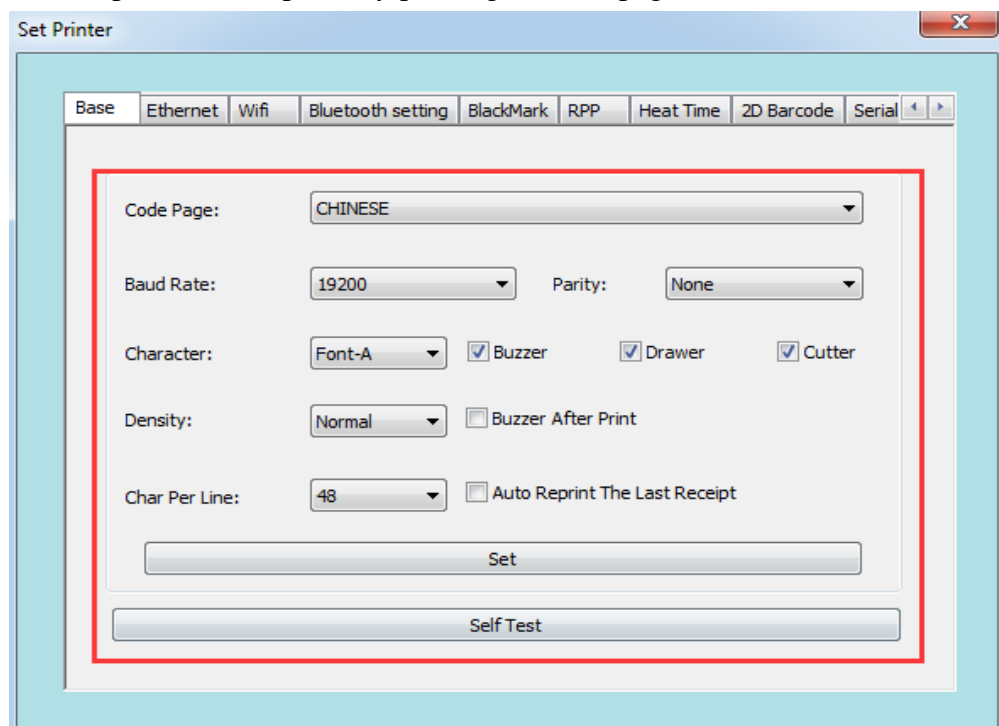 Set Printer
Base Ethernet Wifi Bluetooth setting BlackMark RPP Heat Time 2D Barcode Serial
Code Page: CHINESE
Baud Rate: 19200 Parity: None
Character: Font-A Buzzer Drawer Cutter
Density: Normal Buzzer After Print
Char Per Line: 48 Auto Reprint The Last Receipt
Set
Self Test